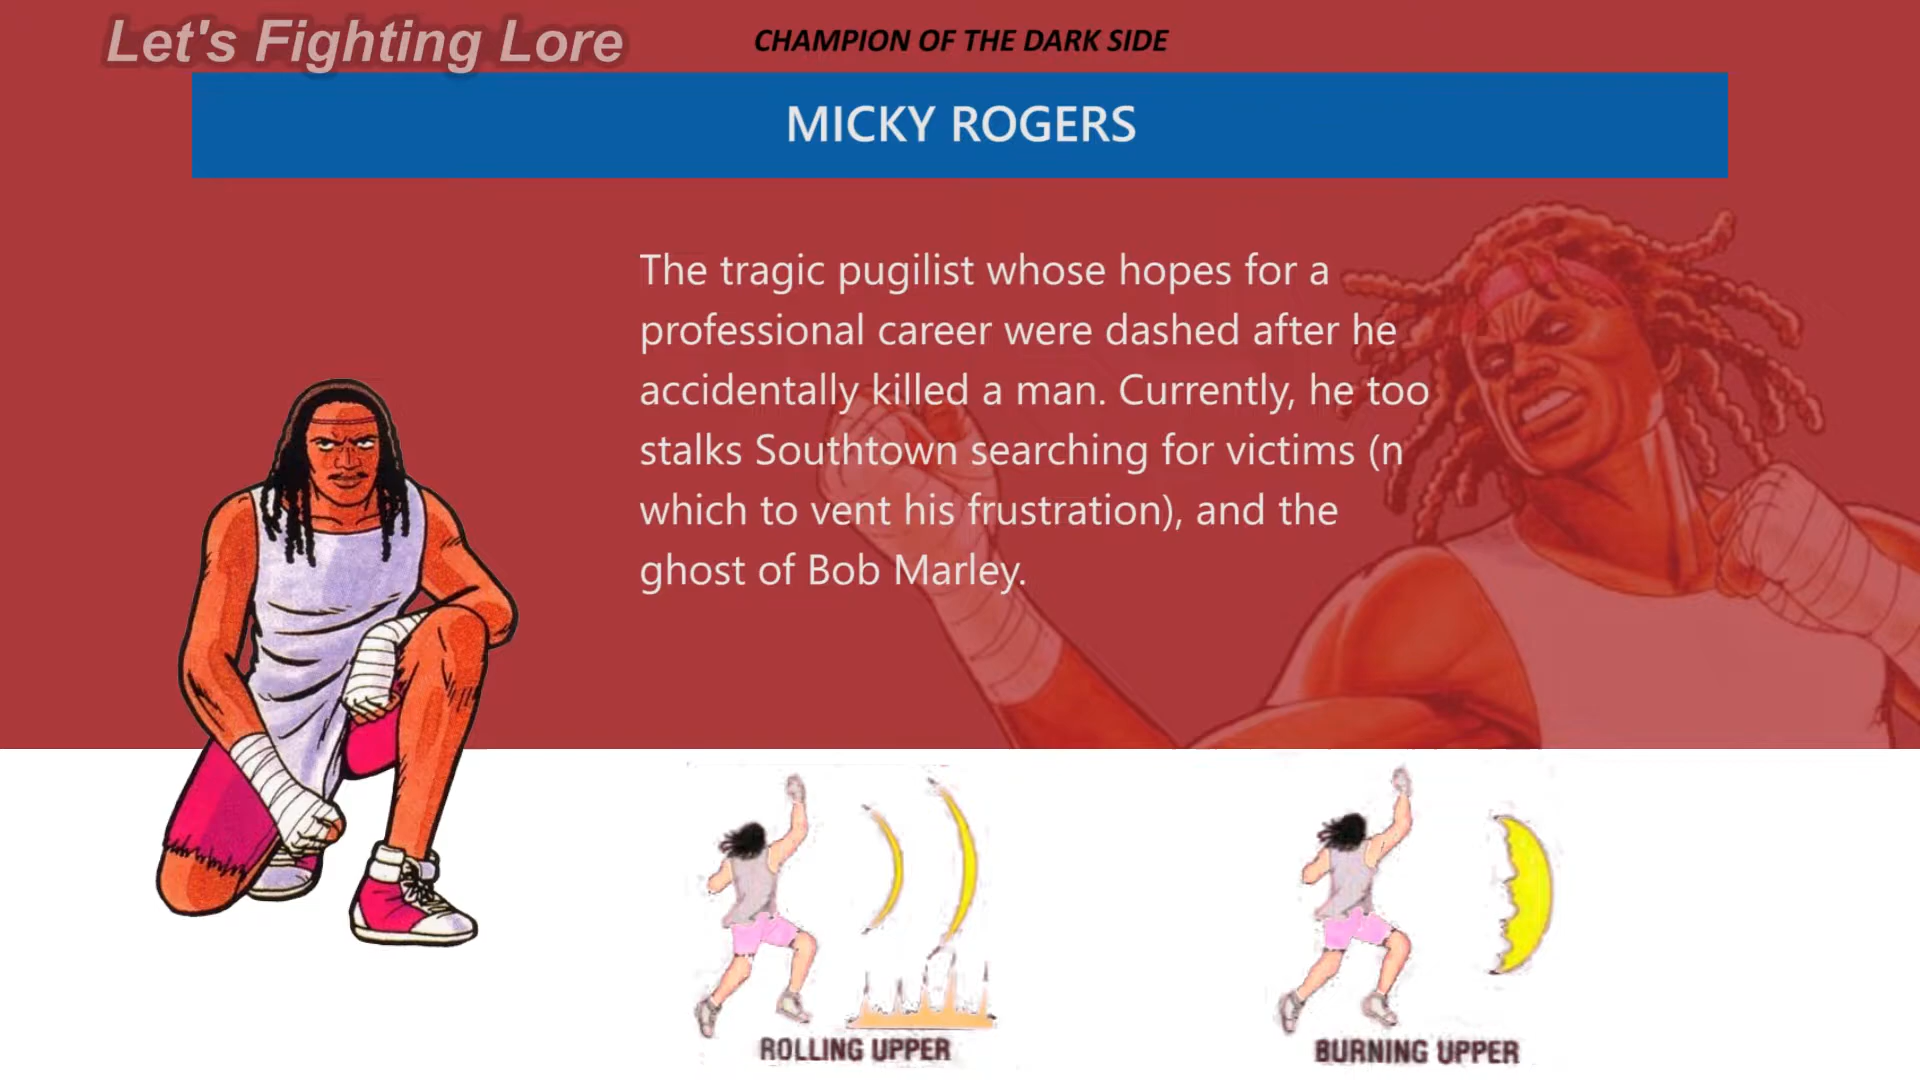 Let's Fighting Lore
CHAMPION OF THE DARK SIDE
MICKY ROGERS
The tragic pugilist whose hopes for a
professional career were dashed after he
accidentally killed a man. Currently, he too
stalks Southtown searching for victims (n
which to vent his frustration), and the
ghost of Bob Marley.
ROLLING UPPER
BURNING UPPER